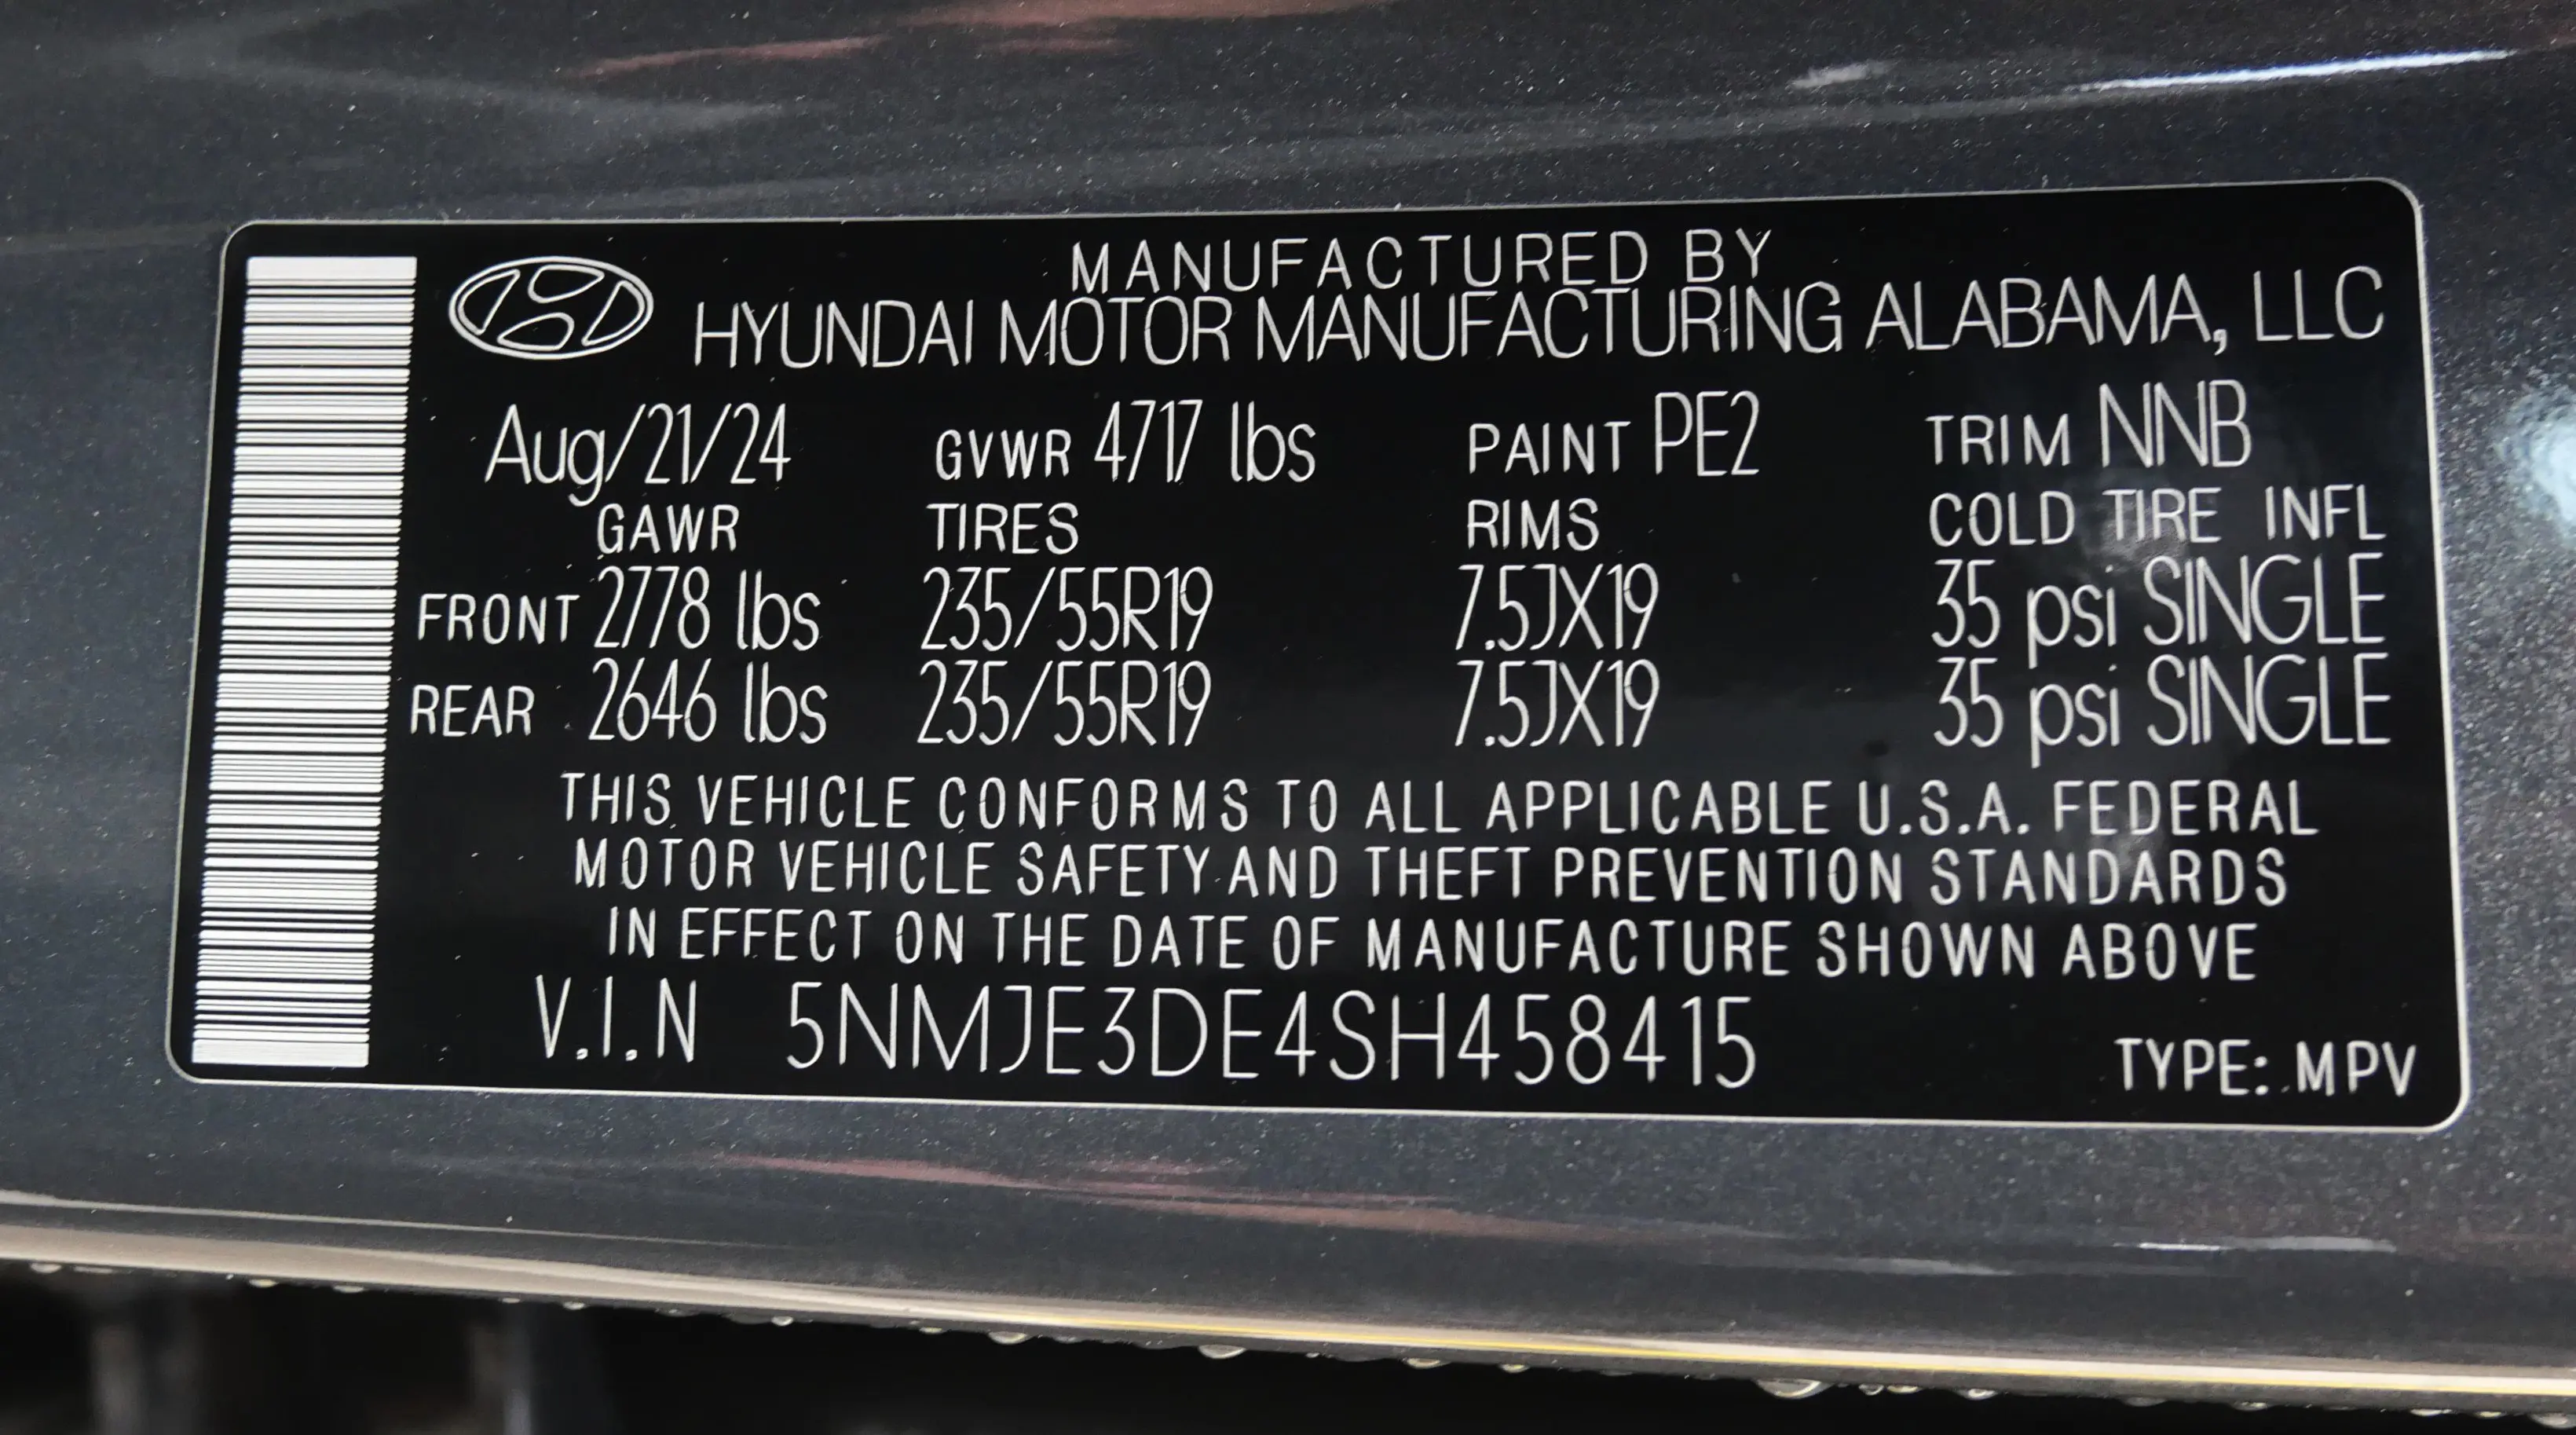 MANUFACTURED BY
HYUNDAI MOTOR MANUFACTURING ALABAMA, LLC
Aug/21/24 GVWR 4717 lbs PAINT PE2 TRIM NNB
GAWR TIRES RIMS COLD TIRE INFL
FRONT 2778 lbs 235/55R19 7.5JX19 35 psi SINGLE
REAR 2646 lbs 235/55R19 7.5JX19 35 psi SINGLE
THIS VEHICLE CONFORMS TO ALL APPLICABLE U.S.A. FEDERAL
MOTOR VEHICLE SAFETY AND THEFT PREVENTION STANDARDS
IN EFFECT ON THE DATE OF MANUFACTURE SHOWN ABOVE
V.I.N 5NMJE3DE4SH458415
TYPE: MPV